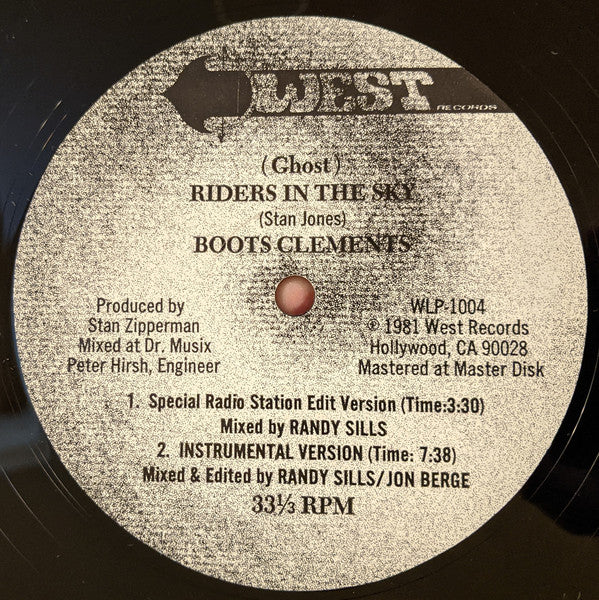 WEST
RECORDS
(Ghost)
RIDERS IN THE SKY
(Stan Jones)
BOOTS CLEMENTS
Produced by
Stan Zipperman
Mixed at Dr. Musix
Peter Hirsh, Engineer
WLP-1004
℗ 1981 West Records
Hollywood, CA 90028
Mastered at Master Disk
1. Special Radio Station Edit Version (Time:3:30)
Mixed by RANDY SILLS
2. INSTRUMENTAL VERSION (Time: 7:38)
Mixed & Edited by RANDY SILLS/JON BERGE
33⅓ RPM